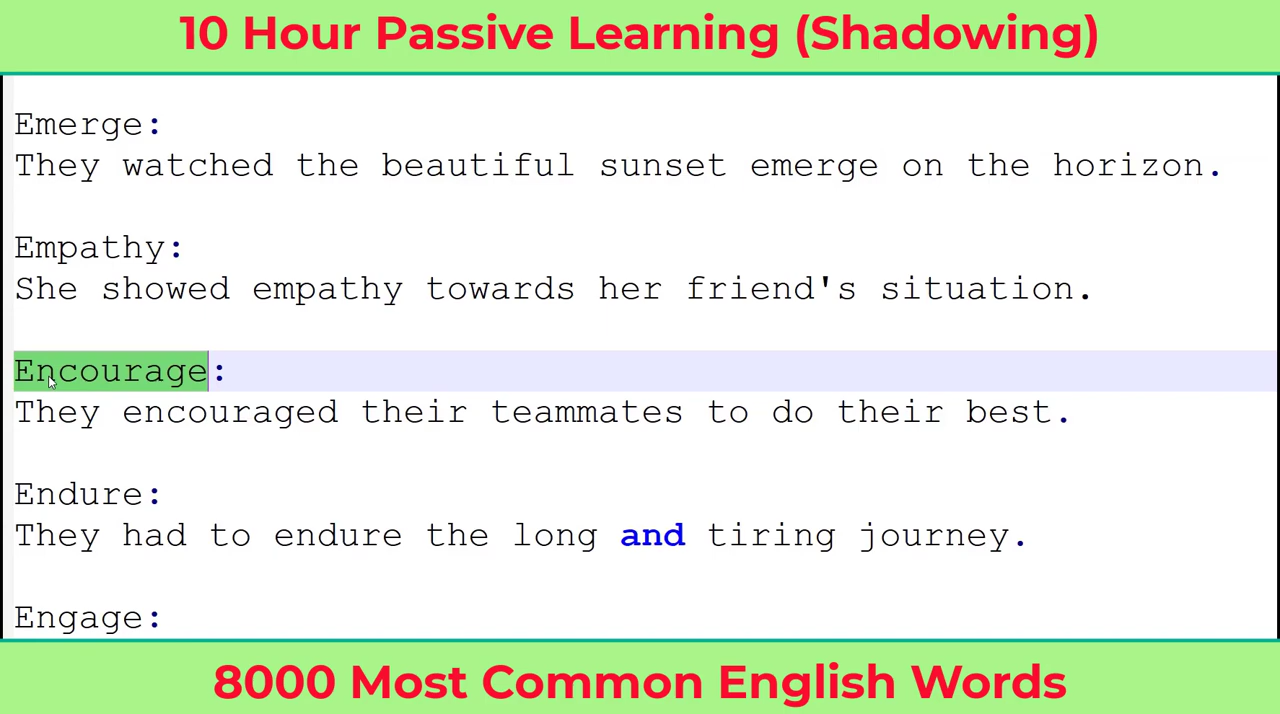 10 Hour Passive Learning (Shadowing)
Emerge:
They watched the beautiful sunset emerge on the horizon.
Empathy:
She showed empathy towards her friend's situation.
Encourage:
They encouraged their teammates to do their best.
Endure:
They had to endure the long and tiring journey.
Engage:
8000 Most Common English Words